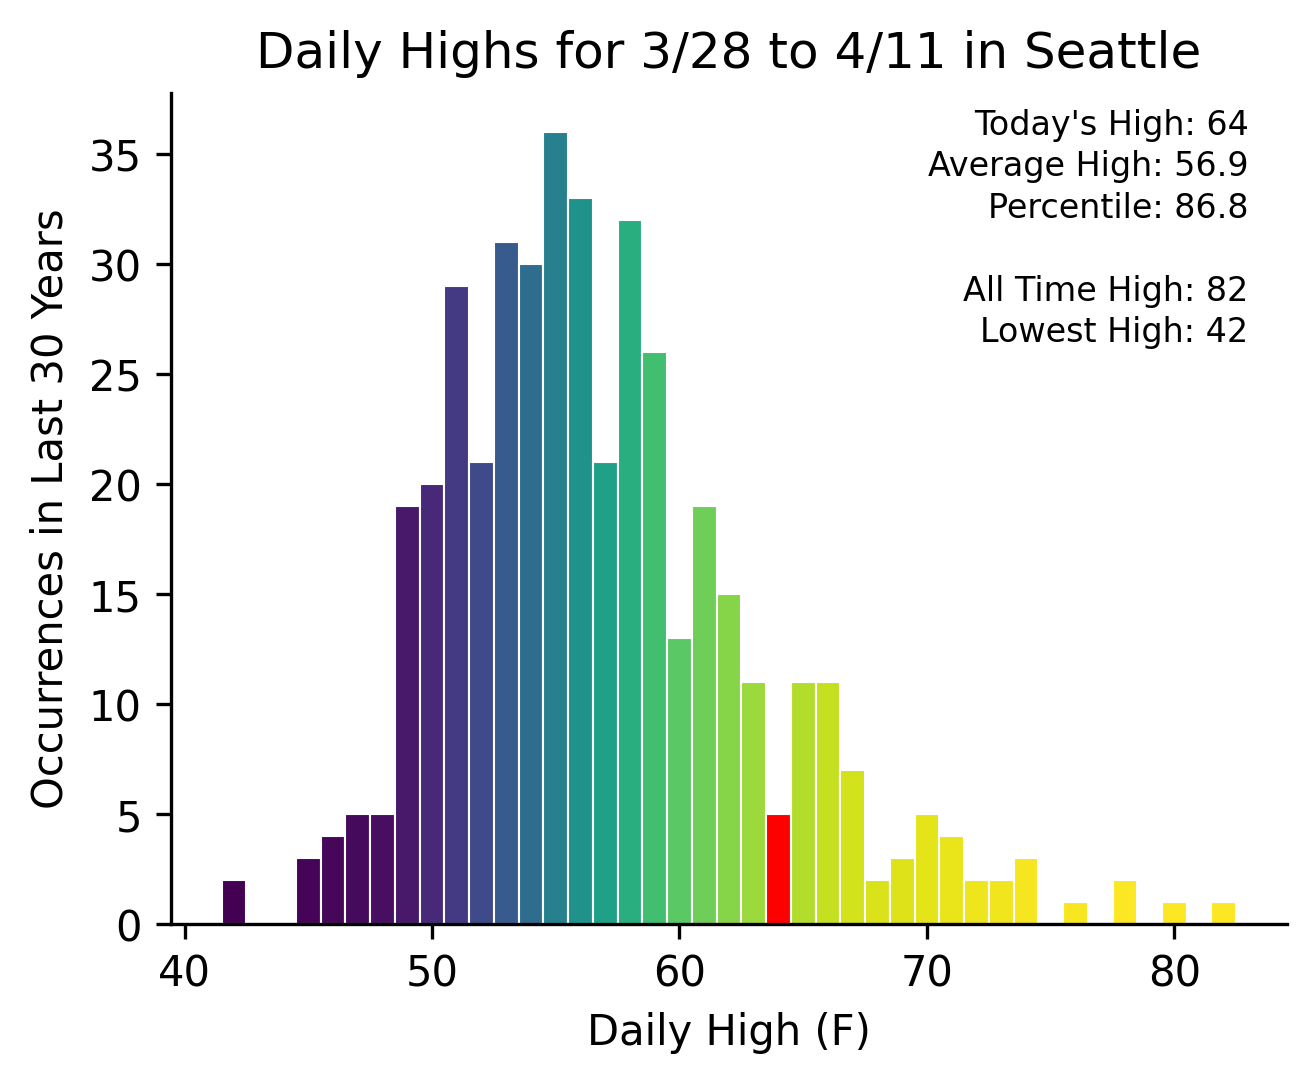 Daily Highs for 3/28 to 4/11 in Seattle
Today's High: 64
Average High: 56.9
Percentile: 86.8
All Time High: 82
Lowest High: 42
Occurrences in Last 30 Years
35
30
25
20
15
10
5
0
40 50 60 70 80
Daily High (F)